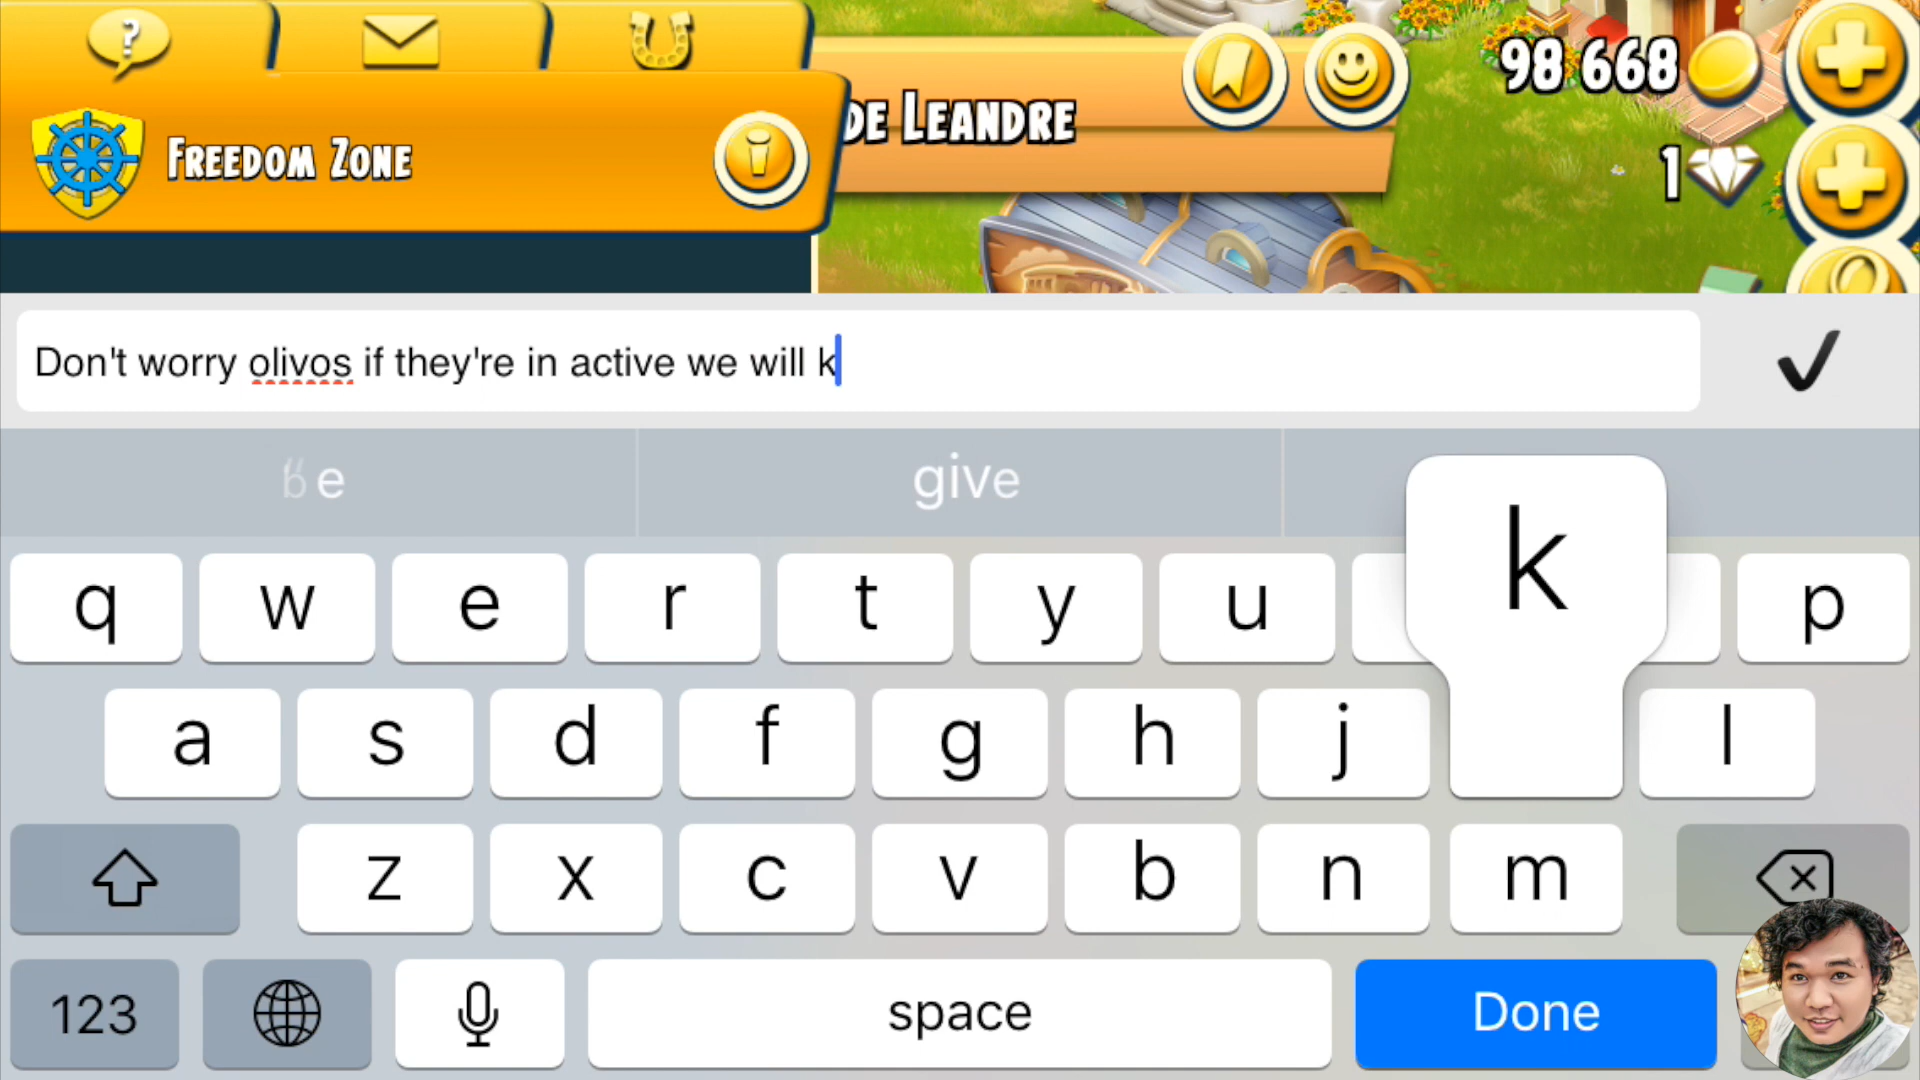 ?
FREEDOM ZONE
i
DE LEANDRE
98 668
1
Don't worry olivos if they're in active we will k
give
k
q w e r t y u p
a s d f g h j l
z x c v b n m
123 space Done